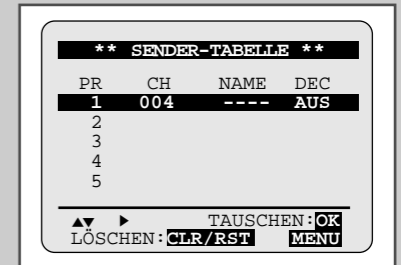 ** SENDER-TABELLE **
PR CH NAME DEC
1 004 ---- AUS
2
3
4
5
▲▼ ▶ TAUSCHEN:OK
LÖSCHEN:CLR/RST MENU